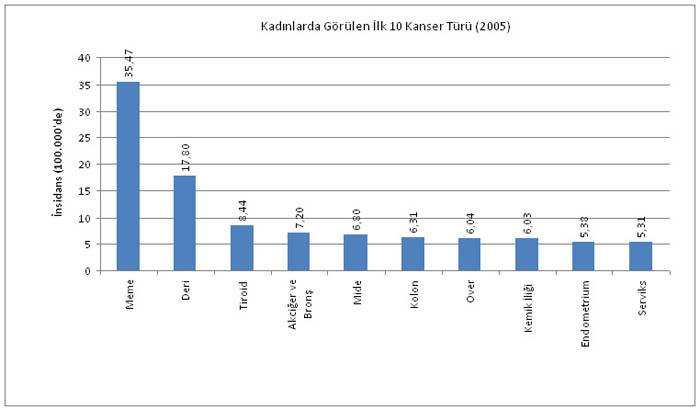 Kadınlarda Görülen İlk 10 Kanser Türü (2005)
İnsidans (100.000'de)
40
35
30
25
20
15
10
5
0
35,47
17,80
8,44
7,20
6,80
6,31
6,04
6,03
5,38
5,31
Meme
Deri
Tiroid
Akciğer ve
Bronş
Mide
Kolon
Over
Kemik İliği
Endometrium
Serviks